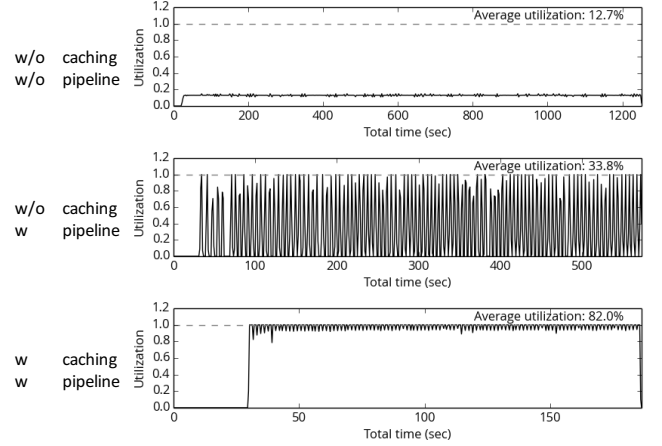 w/o caching
w/o pipeline
Utilization
1.2
1.0
0.8
0.6
0.4
0.2
0.0
Average utilization: 12.7%
0 200 400 600 800 1000 1200
Total time (sec)
w/o caching
w pipeline
Utilization
1.2
1.0
0.8
0.6
0.4
0.2
0.0
Average utilization: 33.8%
0 100 200 300 400 500
Total time (sec)
w caching
w pipeline
Utilization
1.2
1.0
0.8
0.6
0.4
0.2
0.0
Average utilization: 82.0%
0 50 100 150
Total time (sec)